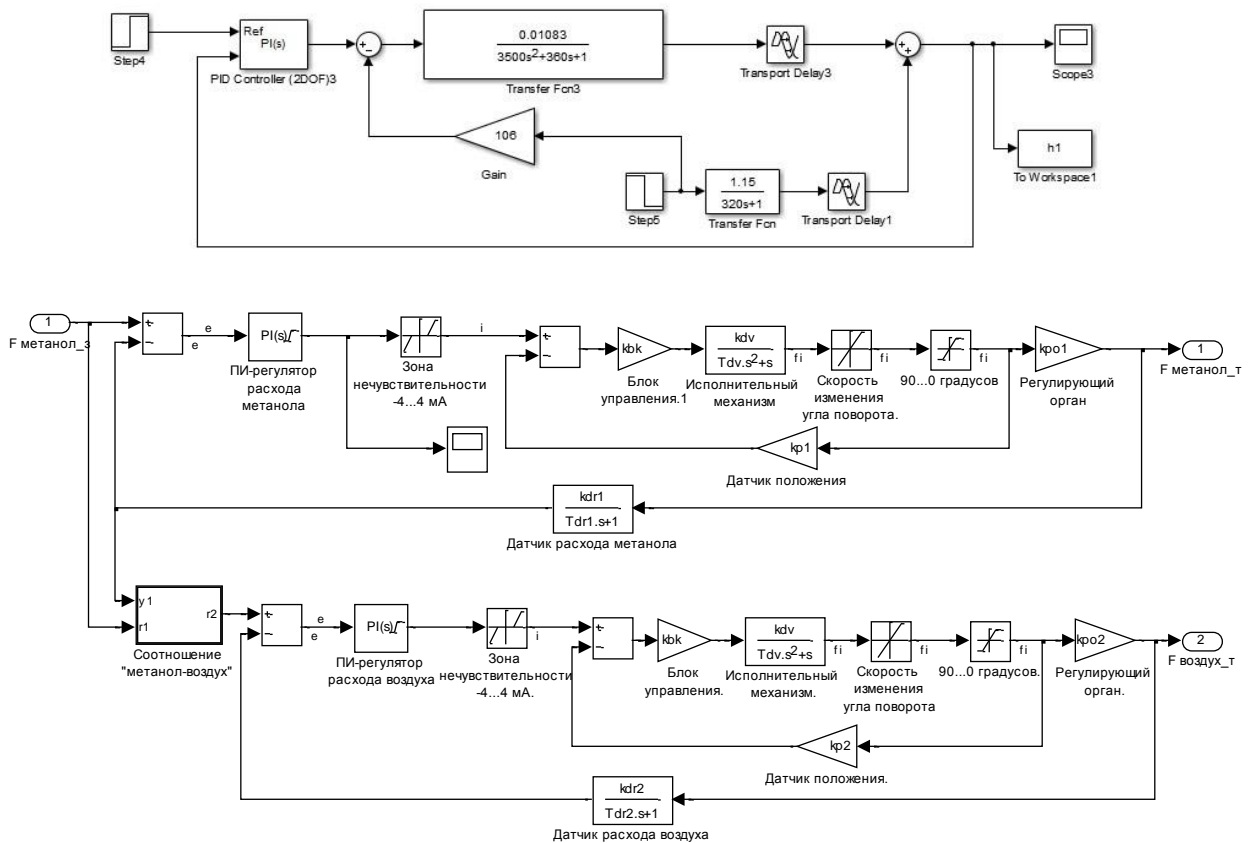 Step4
Ref
PI(s)
PID Controller (2DOF)3
0.01083
3500s²+360s+1
Transfer Fcn3
Transport Delay3
Scope3
106
Gain
h1
To Workspace1
Step5
1.15
320s+1
Transfer Fcn
Transport Delay1
1
F метанол_з
e
e
PI(s)
ПИ-регулятор
расхода
метанола
Зона
нечувствительности
-4...4 мА
i
kbk
Блок
управления.1
kdv
Tdv.s²+s
Исполнительный
механизм
fi
Скорость
изменения
угла поворота.
fi
90...0 градусов
fi
kpo1
Регулирующий
орган
1
F метанол_т
kp1
Датчик положения
kdr1
Tdr1.s+1
Датчик расхода метанола
y1
r1
r2
Соотношение
"метанол-воздух"
e
e
PI(s)
ПИ-регулятор
расхода воздуха
Зона
нечувствительности
-4...4 мА.
i
kbk
Блок
управления.
kdv
Tdv.s²+s
Исполнительный
механизм.
fi
Скорость
изменения
угла поворота
fi
90...0 градусов.
fi
kpo2
Регулирующий
орган.
2
F воздух_т
kp2
Датчик положения.
kdr2
Tdr2.s+1
Датчик расхода воздуха